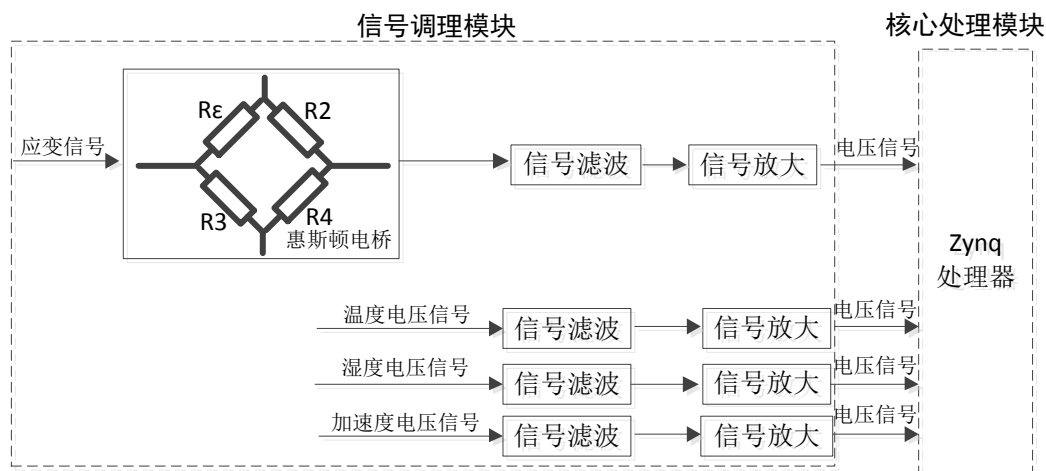 信号调理模块
核心处理模块
应变信号
Rε
R2
R3
R4
惠斯顿电桥
信号滤波
信号放大
电压信号
Zynq
处理器
温度电压信号
信号滤波
信号放大
电压信号
湿度电压信号
信号滤波
信号放大
电压信号
加速度电压信号
信号滤波
信号放大
电压信号